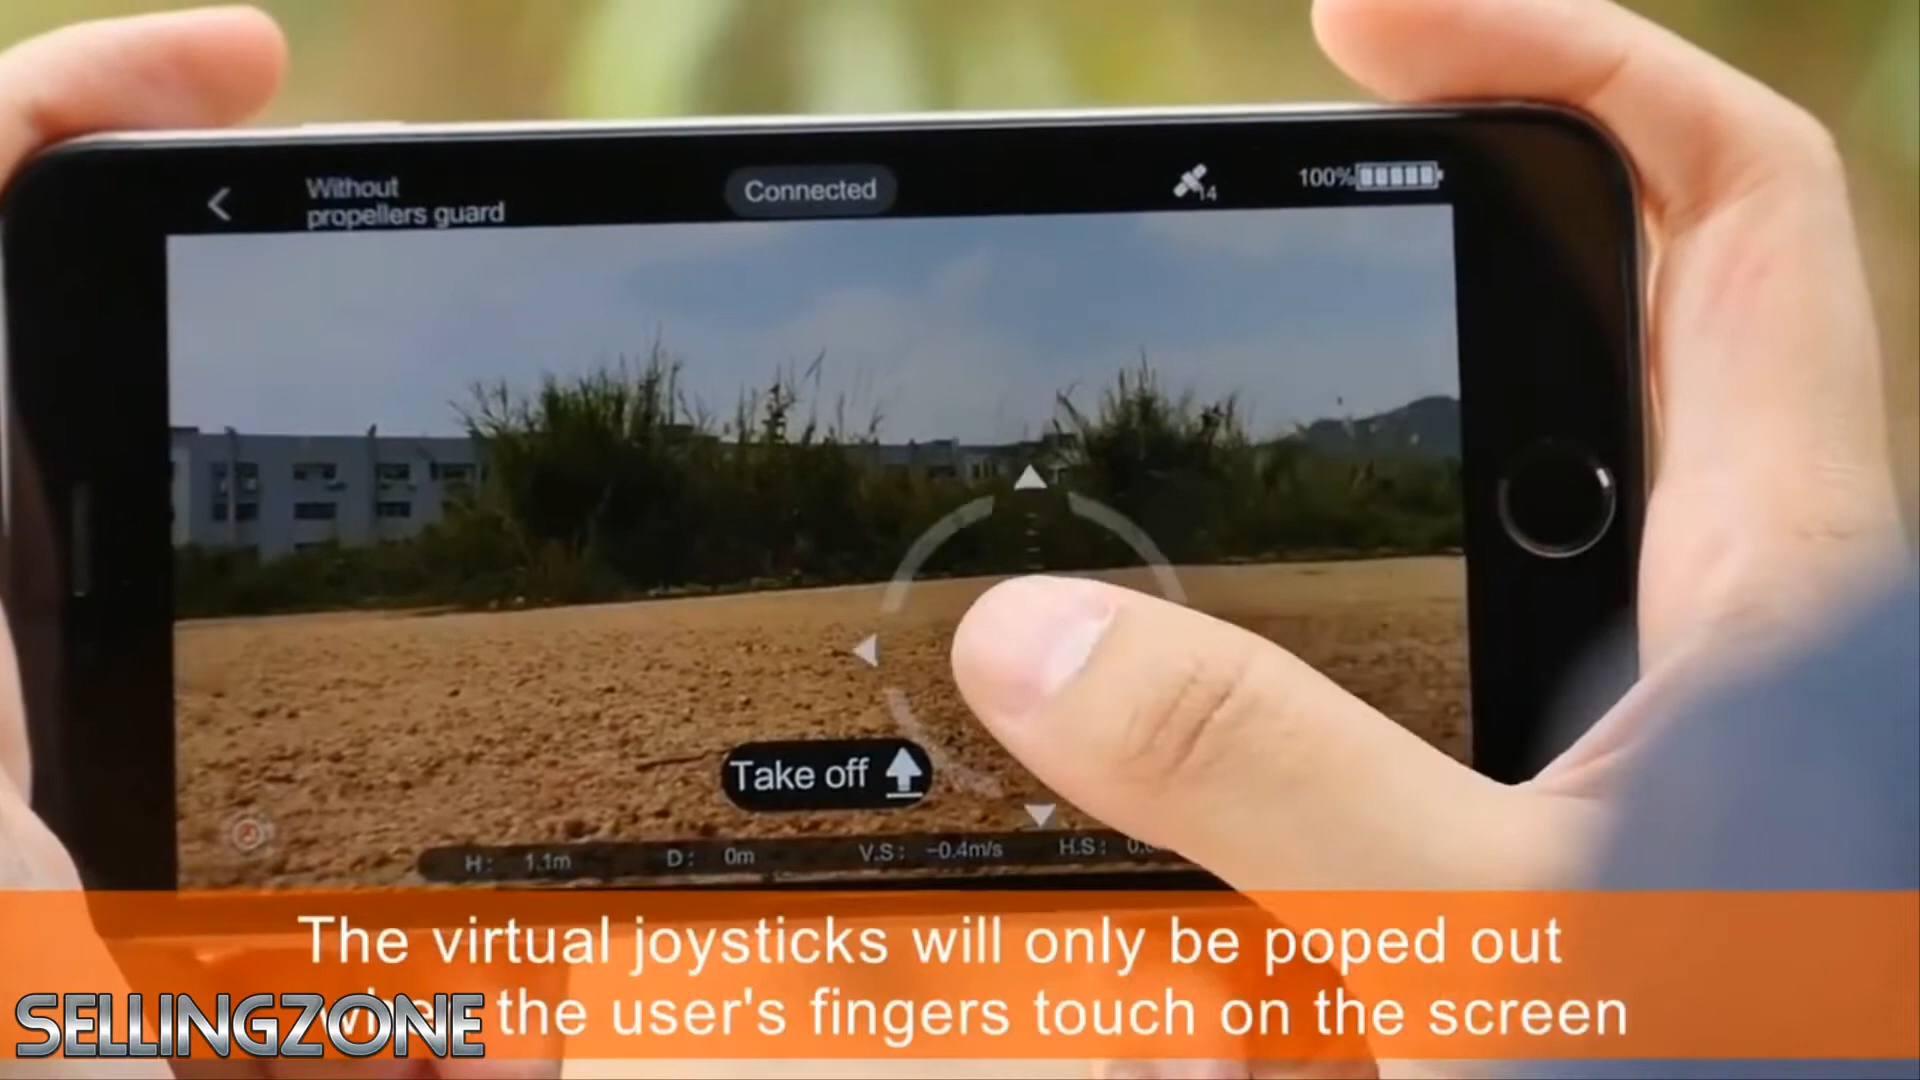 Without
propellers guard
Connected
14
100%
Take off
H: 1.1m D: 0m V.S: -0.4m/s H.S:
The virtual joysticks will only be poped out
the user's fingers touch on the screen
SELLINGZONE